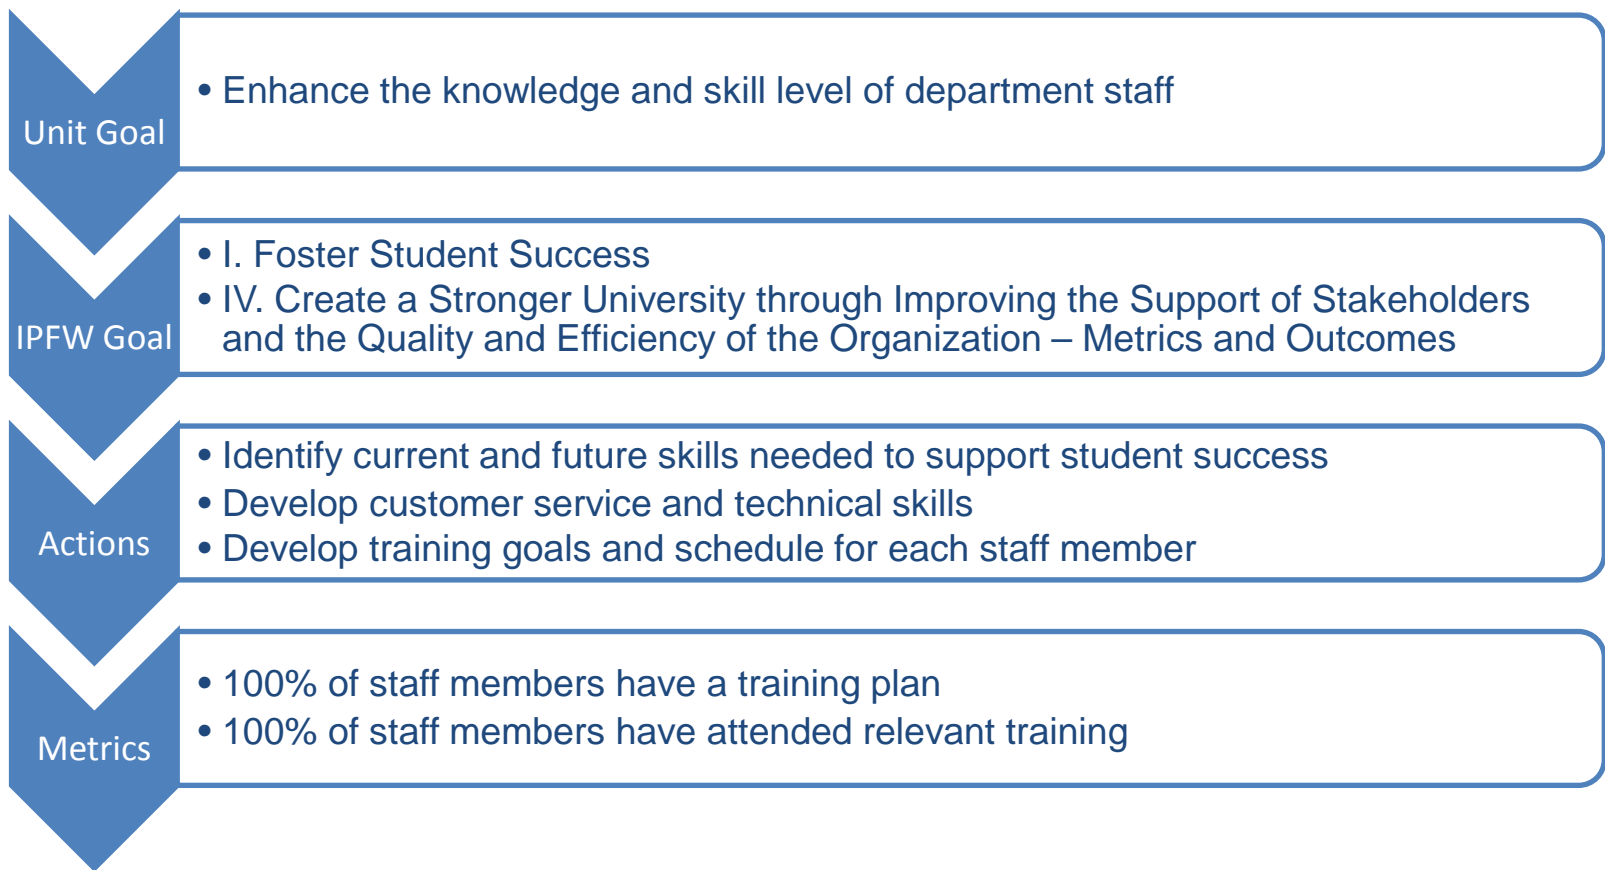 Unit Goal
• Enhance the knowledge and skill level of department staff
IPFW Goal
• I. Foster Student Success
• IV. Create a Stronger University through Improving the Support of Stakeholders
and the Quality and Efficiency of the Organization – Metrics and Outcomes
Actions
• Identify current and future skills needed to support student success
• Develop customer service and technical skills
• Develop training goals and schedule for each staff member
Metrics
• 100% of staff members have a training plan
• 100% of staff members have attended relevant training